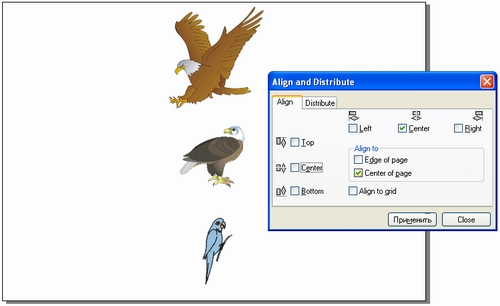 Align and Distribute
Align Distribute
Left Center Right
Top
Align to
Edge of page
Center
Center of page
Bottom Align to grid
Применить Close